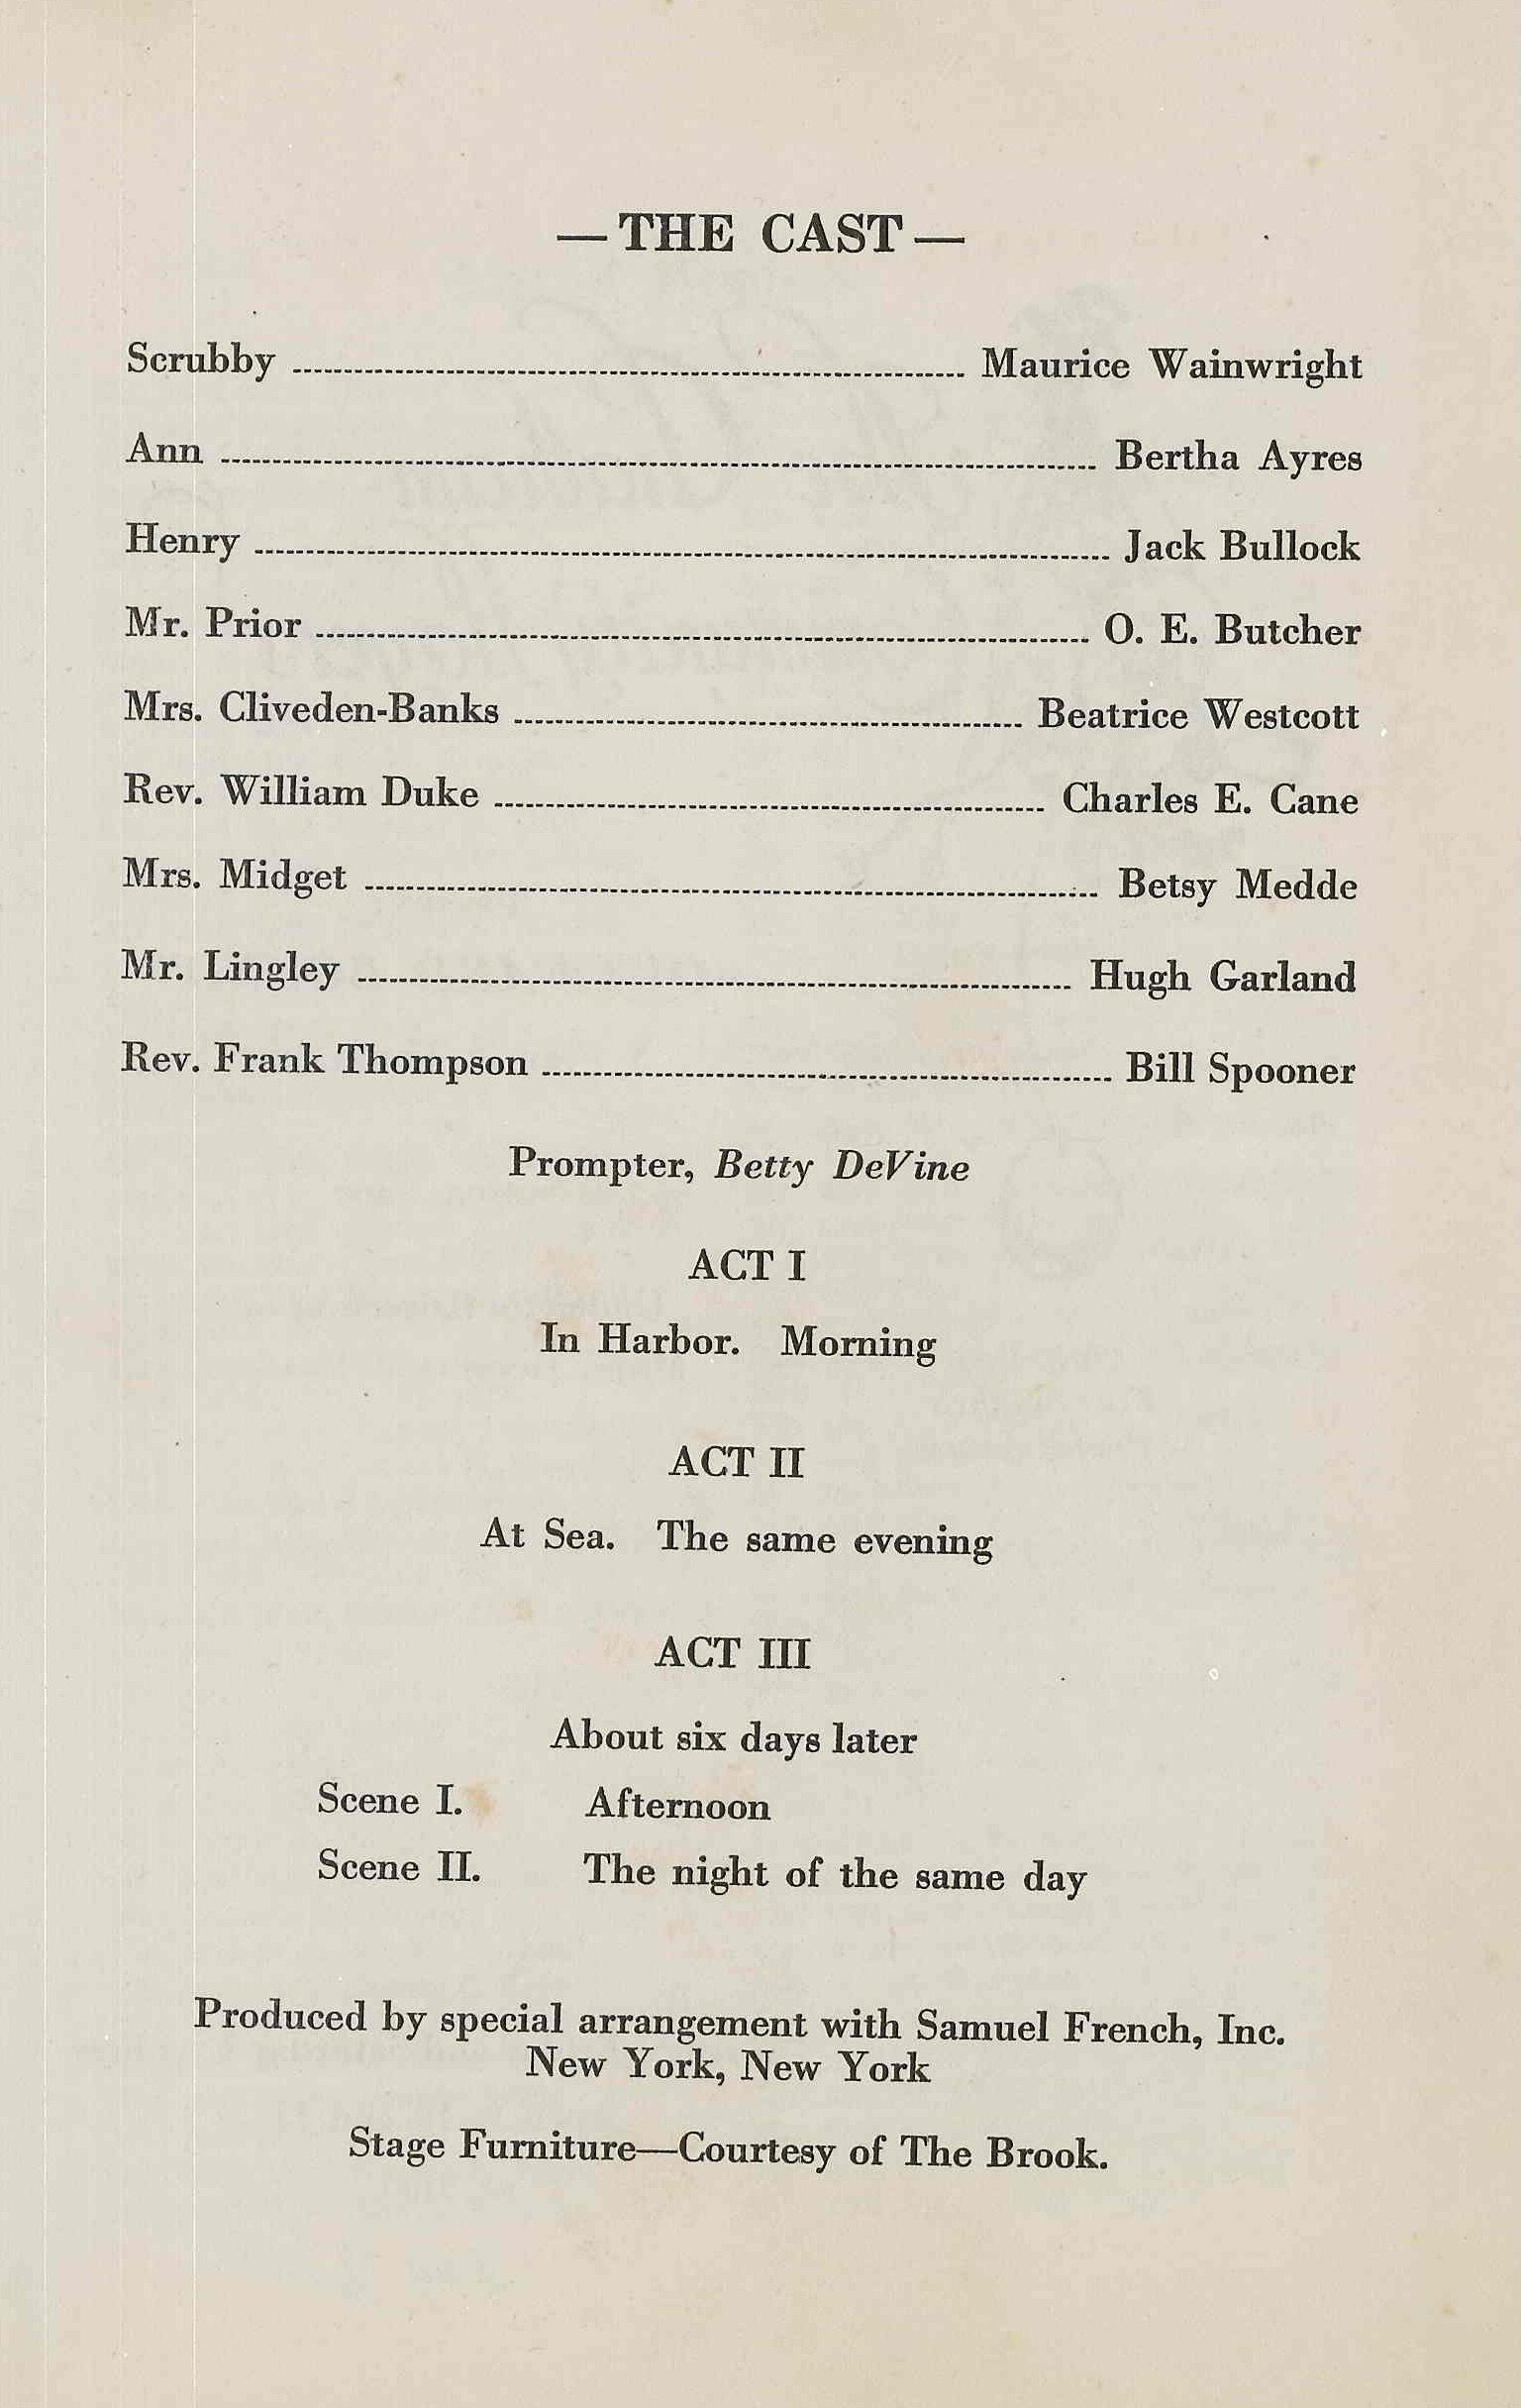 —THE CAST—
Scrubby ........ Maurice Wainwright
Ann ........ Bertha Ayres
Henry ........ Jack Bullock
Mr. Prior ........ O. E. Butcher
Mrs. Cliveden-Banks ........ Beatrice Westcott
Rev. William Duke ........ Charles E. Cane
Mrs. Midget ........ Betsy Medde
Mr. Lingley ........ Hugh Garland
Rev. Frank Thompson ........ Bill Spooner
Prompter, Betty DeVine
ACT I
In Harbor. Morning
ACT II
At Sea. The same evening
ACT III
About six days later
Scene I. Afternoon
Scene II. The night of the same day
Produced by special arrangement with Samuel French, Inc.
New York, New York
Stage Furniture—Courtesy of The Brook.